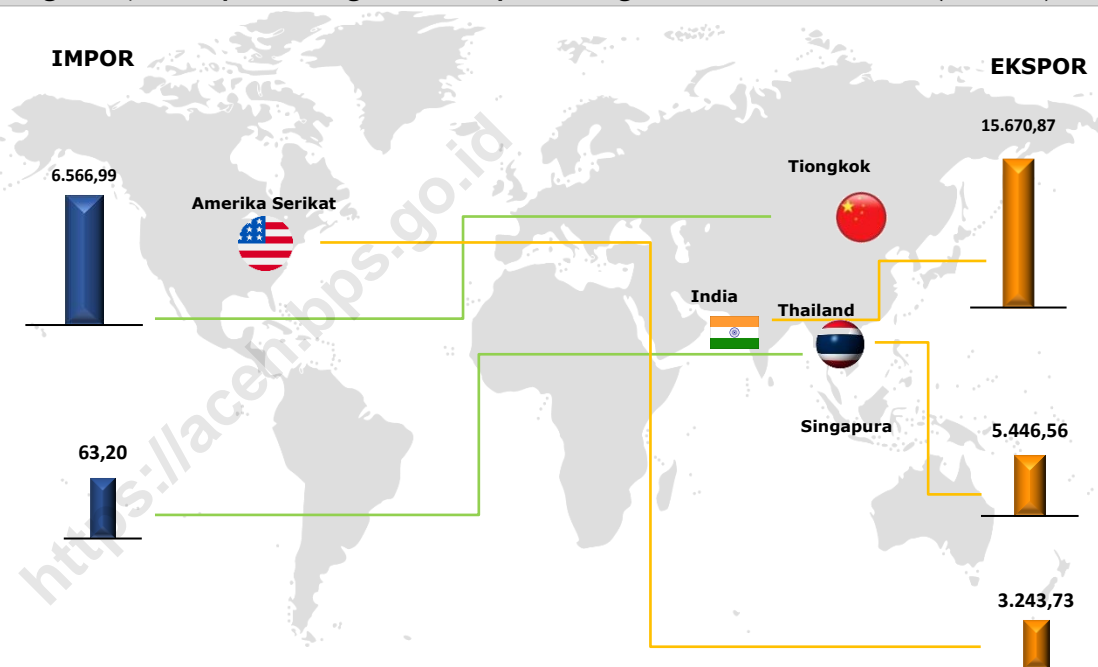 IMPOR
EKSPOR
15.670,87
Tiongkok
6.566,99
Amerika Serikat
India
Thailand
Singapura
5.446,56
63,20
3.243,73
https://aceh.bps.go.id